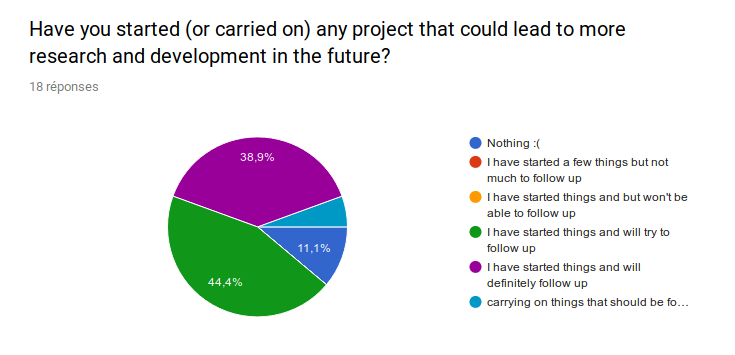 Have you started (or carried on) any project that could lead to more
research and development in the future?
18 réponses
38,9%
11,1%
44,4%
Nothing :(
I have started a few things but not
much to follow up
I have started things and but won't be
able to follow up
I have started things and will try to
follow up
I have started things and will
definitely follow up
carrying on things that should be fo…